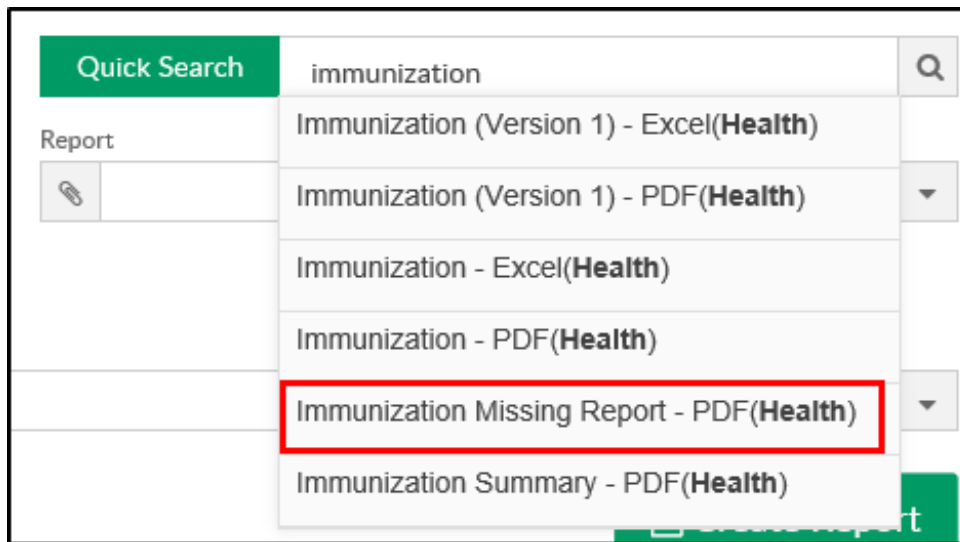 Quick Search
immunization
Report
Immunization (Version 1) - Excel(Health)
Immunization (Version 1) - PDF(Health)
Immunization - Excel(Health)
Immunization - PDF(Health)
Immunization Missing Report - PDF(Health)
Immunization Summary - PDF(Health)